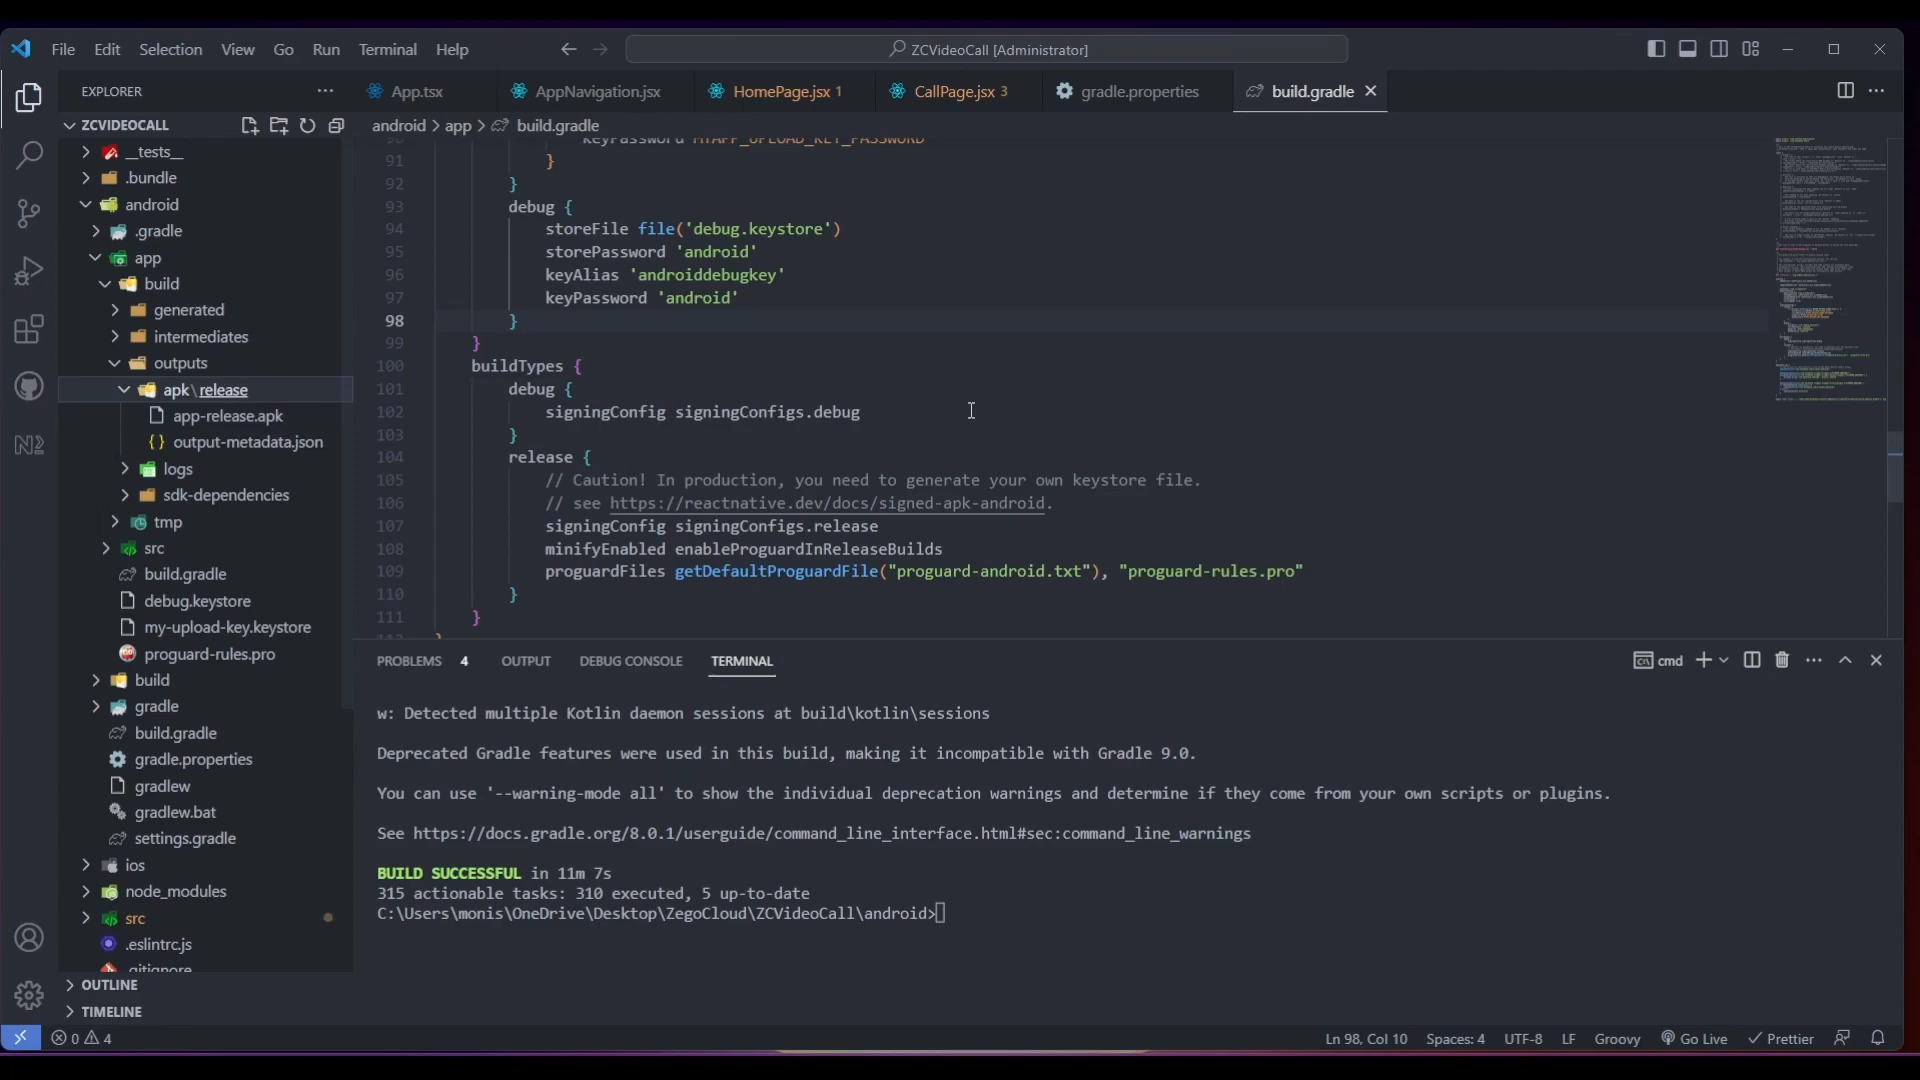 File Edit Selection View Go Run Terminal Help
ZCVideoCall [Administrator]
EXPLORER
App.tsx
AppNavigation.jsx
HomePage.jsx 1
CallPage.jsx 3
gradle.properties
build.gradle
ZCVIDEOCALL
android > app > build.gradle
__tests__
.bundle
android
.gradle
app
build
generated
intermediates
outputs
apk\release
app-release.apk
output-metadata.json
logs
sdk-dependencies
tmp
src
build.gradle
debug.keystore
my-upload-key.keystore
proguard-rules.pro
build
gradle
build.gradle
gradle.properties
gradlew
gradlew.bat
settings.gradle
ios
node_modules
src
.eslintrc.js
.gitignore
OUTLINE
TIMELINE
keyPassword MYAPP_UPLOAD_KEY_PASSWORD
91 }
92 }
93 debug {
94 storeFile file('debug.keystore')
95 storePassword 'android'
96 keyAlias 'androiddebugkey'
97 keyPassword 'android'
98 }
99 }
100 buildTypes {
101 debug {
102 signingConfig signingConfigs.debug
103 }
104 release {
105 // Caution! In production, you need to generate your own keystore file.
106 // see https://reactnative.dev/docs/signed-apk-android.
107 signingConfig signingConfigs.release
108 minifyEnabled enableProguardInReleaseBuilds
109 proguardFiles getDefaultProguardFile("proguard-android.txt"), "proguard-rules.pro"
110 }
111 }
PROBLEMS 4 OUTPUT DEBUG CONSOLE TERMINAL
cmd
w: Detected multiple Kotlin daemon sessions at build\kotlin\sessions
Deprecated Gradle features were used in this build, making it incompatible with Gradle 9.0.
You can use '--warning-mode all' to show the individual deprecation warnings and determine if they come from your own scripts or plugins.
See https://docs.gradle.org/8.0.1/userguide/command_line_interface.html#sec:command_line_warnings
BUILD SUCCESSFUL in 11m 7s
315 actionable tasks: 310 executed, 5 up-to-date
C:\Users\monis\OneDrive\Desktop\ZegoCloud\ZCVideoCall\android>
0 4
Ln 98, Col 10 Spaces: 4 UTF-8 LF Groovy Go Live Prettier